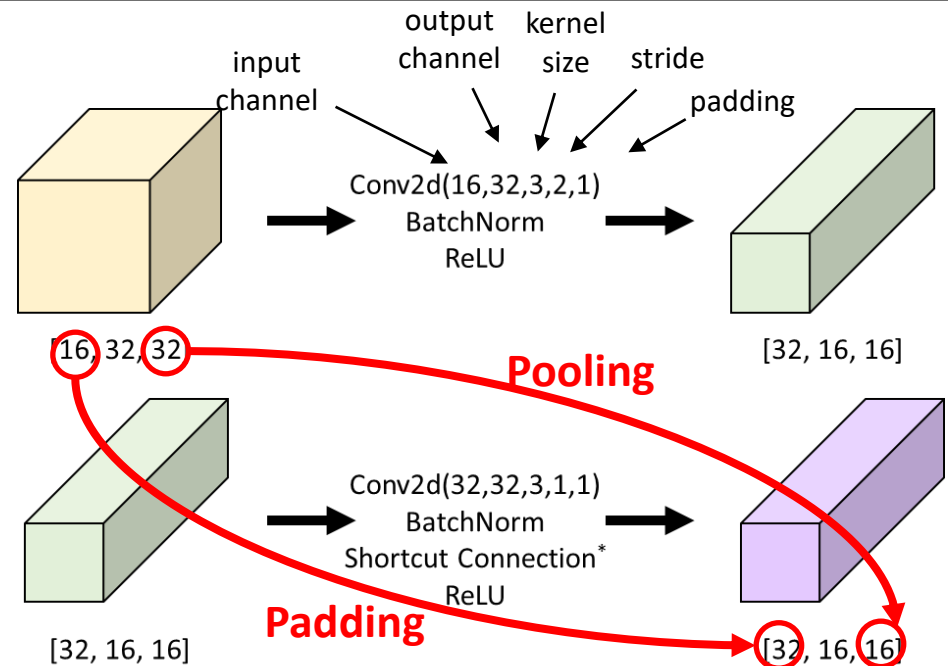 input
channel
output
channel
kernel
size
stride
padding
Conv2d(16,32,3,2,1)
BatchNorm
ReLU
[16, 32, 32]
[32, 16, 16]
Pooling
Conv2d(32,32,3,1,1)
BatchNorm
Shortcut Connection*
ReLU
Padding
[32, 16, 16]
[32, 16, 16]